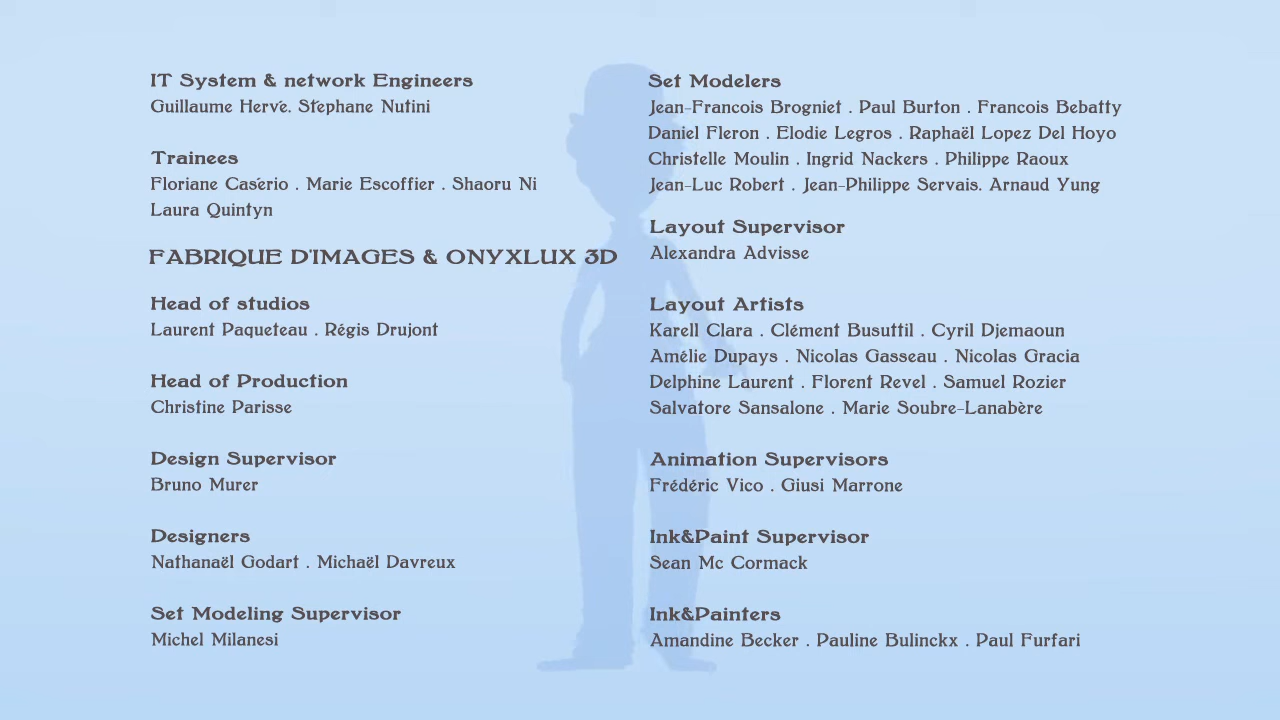 IT System & network Engineers
Guillaume Hervé. Stéphane Nutini
Trainees
Floriane Casério . Marie Escoffier . Shaoru Ni
Laura Quintyn
FABRIQUE D'IMAGES & ONYXLUX 3D
Head of studios
Laurent Paqueteau . Régis Drujont
Head of Production
Christine Parisse
Design Supervisor
Bruno Murer
Designers
Nathanaël Godart . Michaël Davreux
Set Modeling Supervisor
Michel Milanesi
Set Modelers
Jean-Francois Brogniet . Paul Burton . Francois Bebatty
Daniel Fleron . Elodie Legros . Raphaël Lopez Del Hoyo
Christelle Moulin . Ingrid Nackers . Philippe Raoux
Jean-Luc Robert . Jean-Philippe Servais. Arnaud Yung
Layout Supervisor
Alexandra Advisse
Layout Artists
Karell Clara . Clément Busuttil . Cyril Djemaoun
Amélie Dupays . Nicolas Gasseau . Nicolas Gracia
Delphine Laurent . Florent Revel . Samuel Rozier
Salvatore Sansalone . Marie Soubre-Lanabère
Animation Supervisors
Frédéric Vico . Giusi Marrone
Ink&Paint Supervisor
Sean Mc Cormack
Ink&Painters
Amandine Becker . Pauline Bulinckx . Paul Furfari